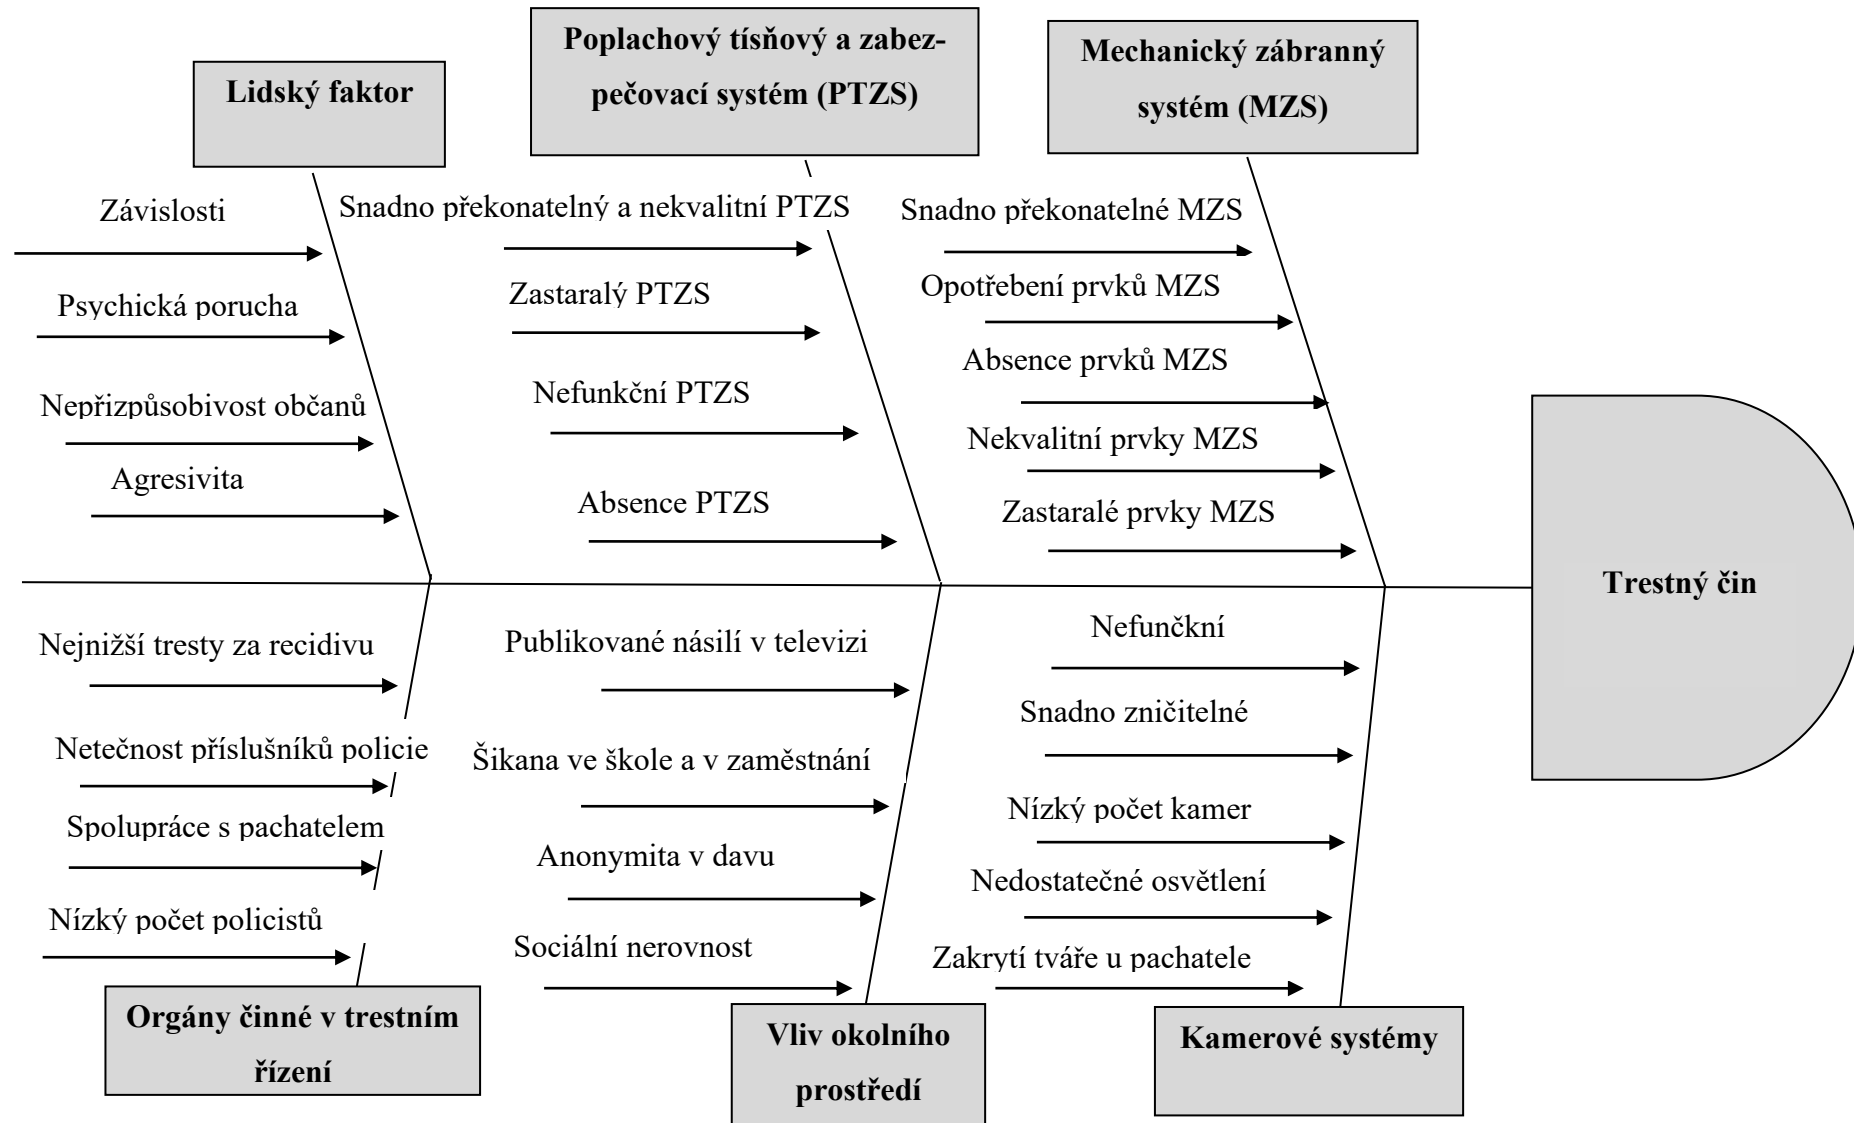 Lidský faktor
Poplachový tísňový a zabez-
pečovací systém (PTZS)
Mechanický zábranný
systém (MZS)
Závislosti
Psychická porucha
Nepřizpůsobivost občanů
Agresivita
Snadno překonatelný a nekvalitní PTZS
Zastaralý PTZS
Nefunkční PTZS
Absence PTZS
Snadno překonatelné MZS
Opotřebení prvků MZS
Absence prvků MZS
Nekvalitní prvky MZS
Zastaralé prvky MZS
Trestný čin
Nejnižší tresty za recidivu
Netečnost příslušníků policie
Spolupráce s pachatelem
Nízký počet policistů
Publikované násilí v televizi
Šikana ve škole a v zaměstnání
Anonymita v davu
Sociální nerovnost
Nefunčkní
Snadno zničitelné
Nízký počet kamer
Nedostatečné osvětlení
Zakrytí tváře u pachatele
Orgány činné v trestním
řízení
Vliv okolního
prostředí
Kamerové systémy